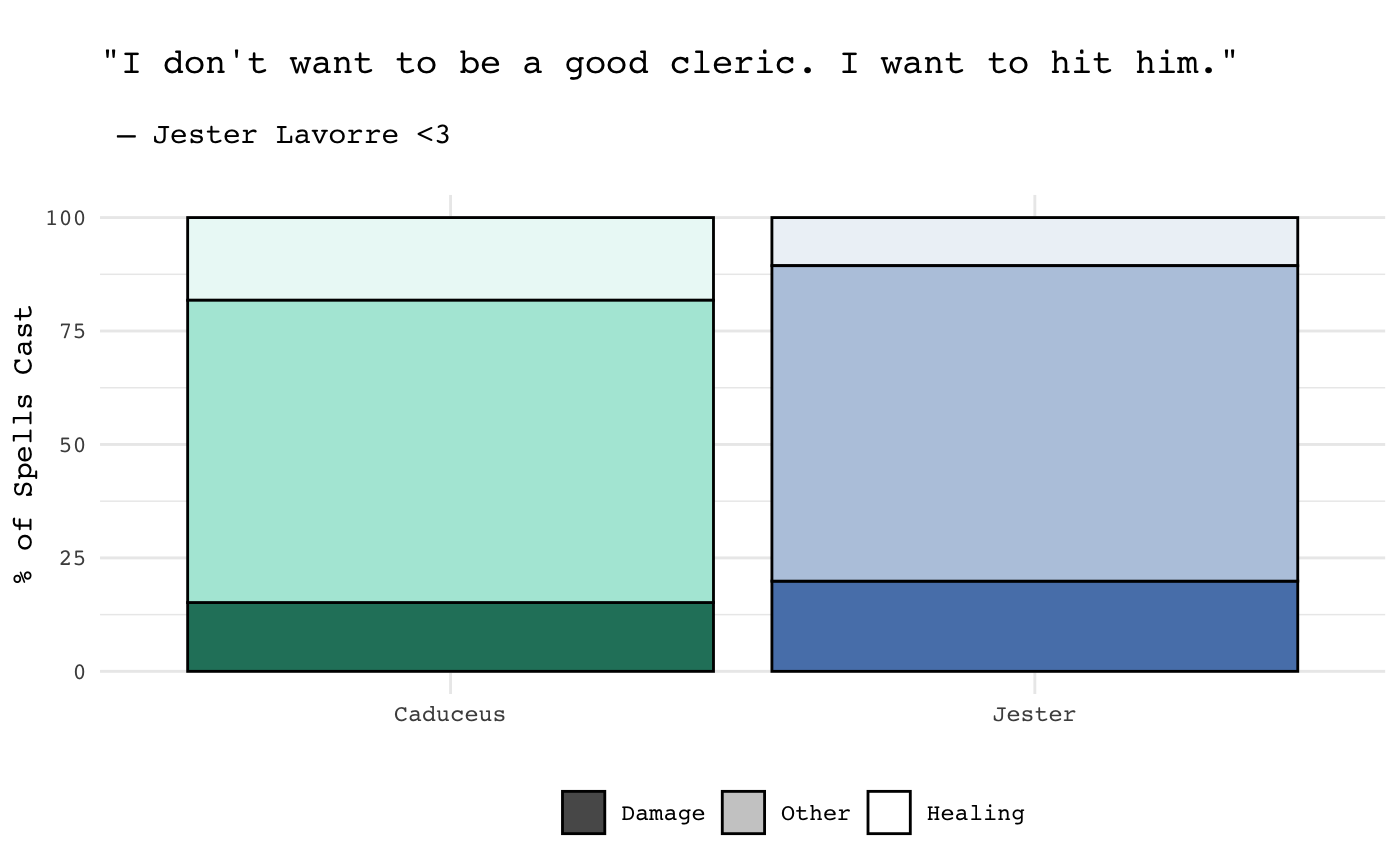 "I don't want to be a good cleric. I want to hit him."
— Jester Lavorre <3
% of Spells Cast
100
75
50
25
0
Caduceus
Jester
Damage
Other
Healing